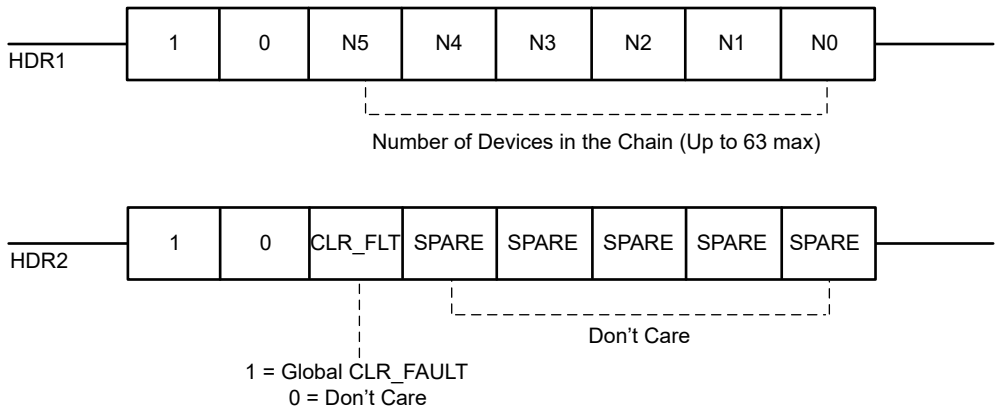 HDR1
1 0 N5 N4 N3 N2 N1 N0
Number of Devices in the Chain (Up to 63 max)
HDR2
1 0 CLR_FLT SPARE SPARE SPARE SPARE SPARE
Don't Care
1 = Global CLR_FAULT
0 = Don't Care